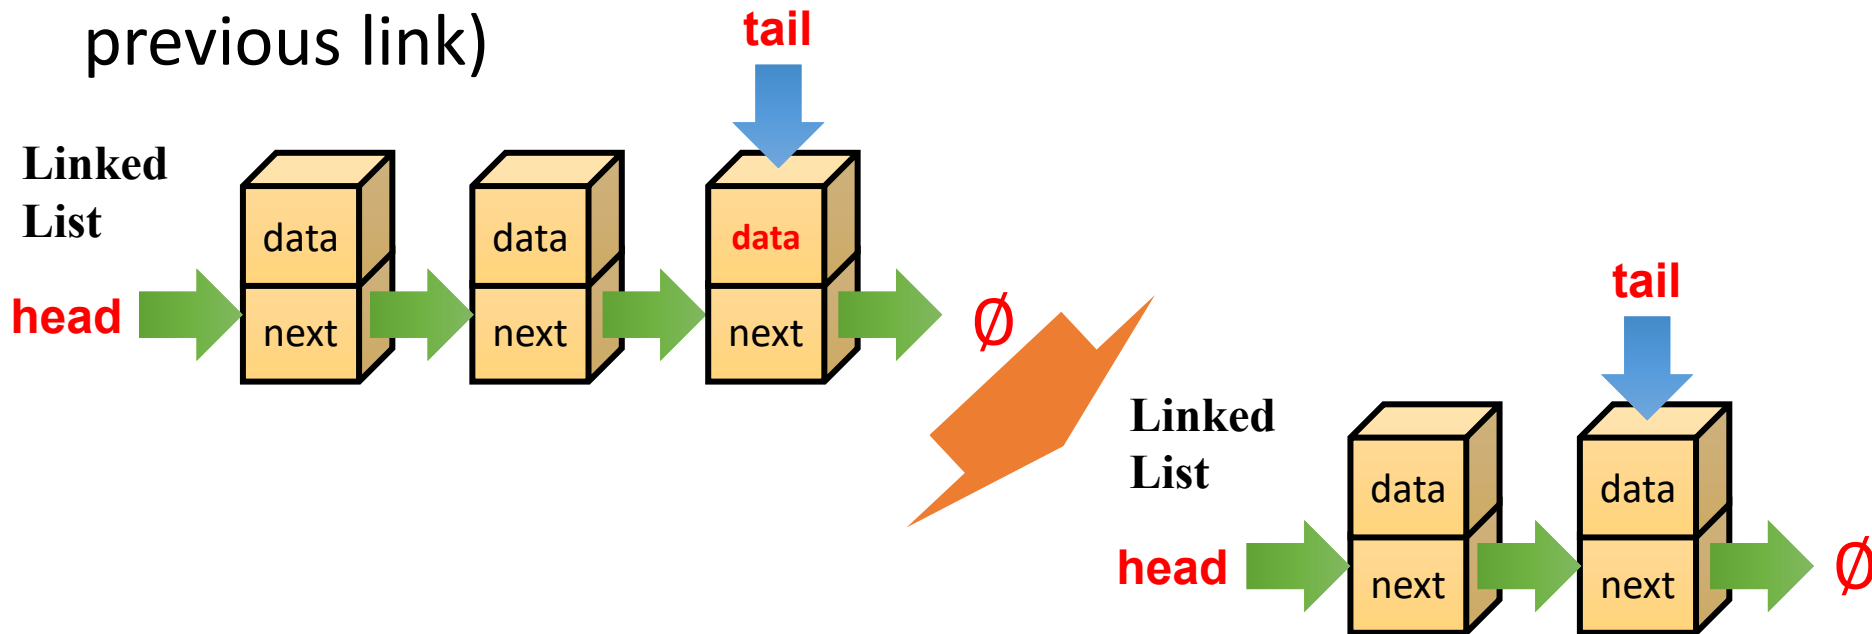 previous link)
tail
Linked
List
data
data
data
head
next
next
next
Ø
tail
Linked
List
data
data
head
next
next
Ø